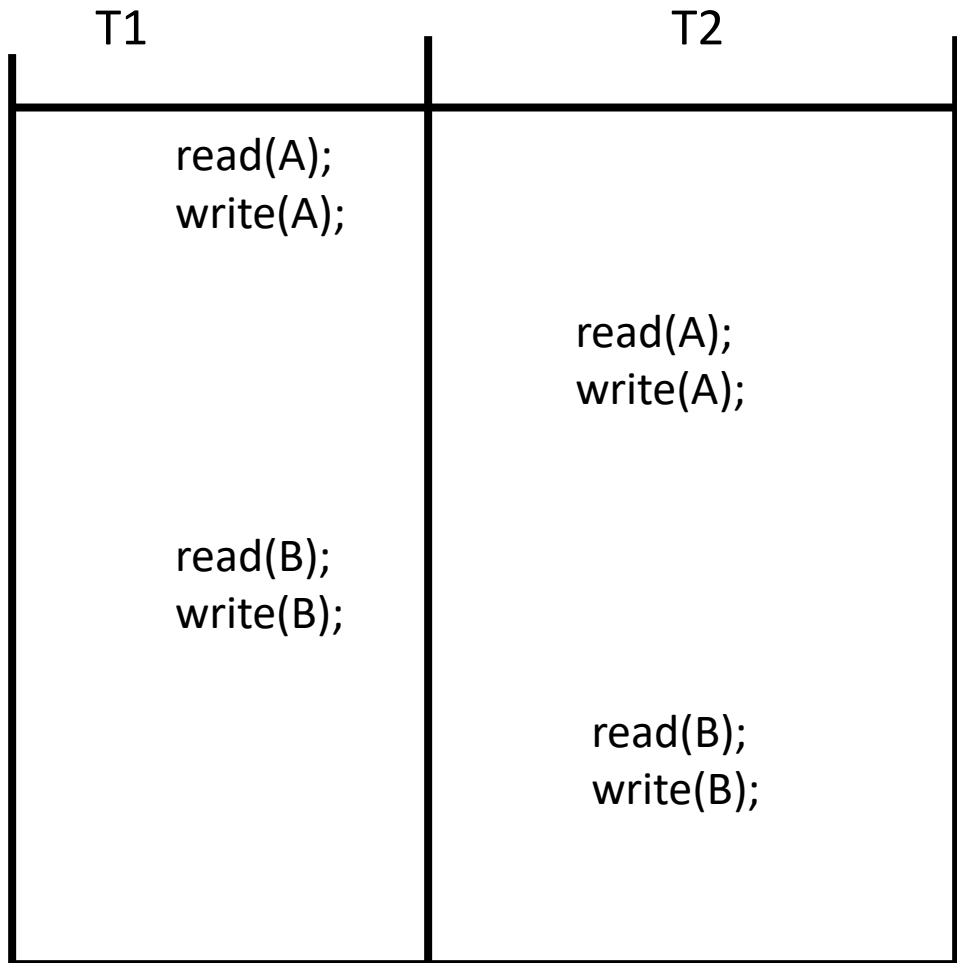 T1 T2
read(A);
write(A);
read(A);
write(A);
read(B);
write(B);
read(B);
write(B);